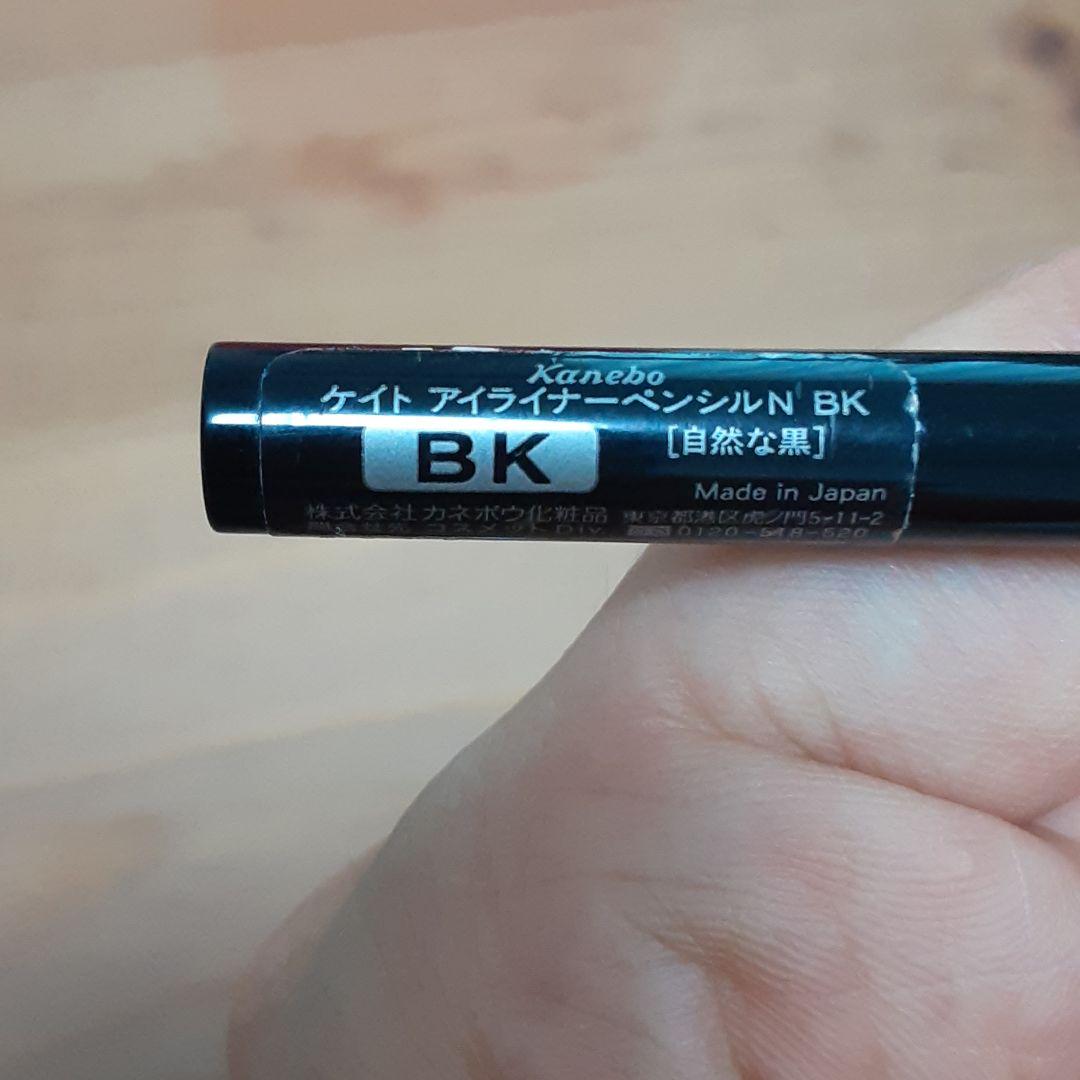 Kanebo
ケイト アイライナーペンシルN BK
BK
[自然な黒]
Made in Japan
株式会社カネボウ化粧品 東京都港区虎ノ門5-11-2
0120-518-520